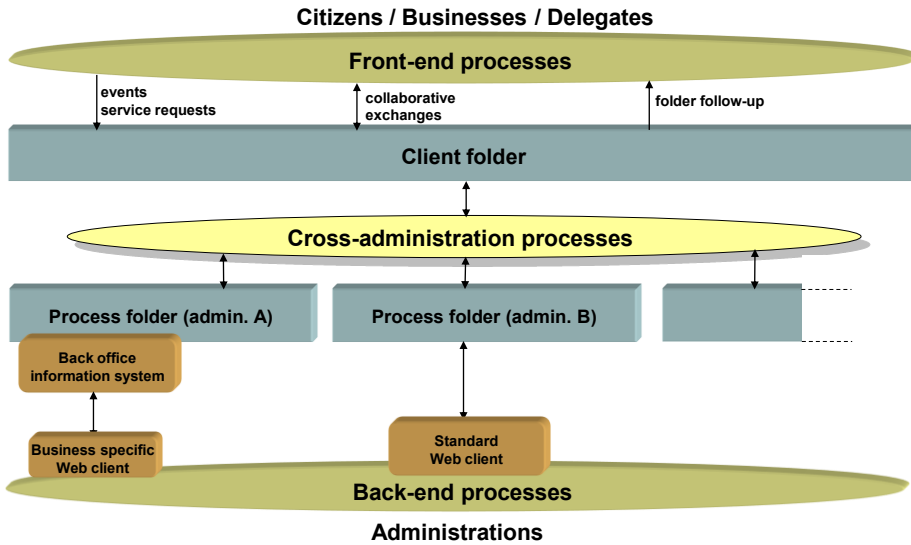 Citizens / Businesses / Delegates
Front-end processes
events
service requests
collaborative
exchanges
folder follow-up
Client folder
Cross-administration processes
Process folder (admin. A)
Process folder (admin. B)
Back office
information system
Business specific
Web client
Standard
Web client
Back-end processes
Administrations